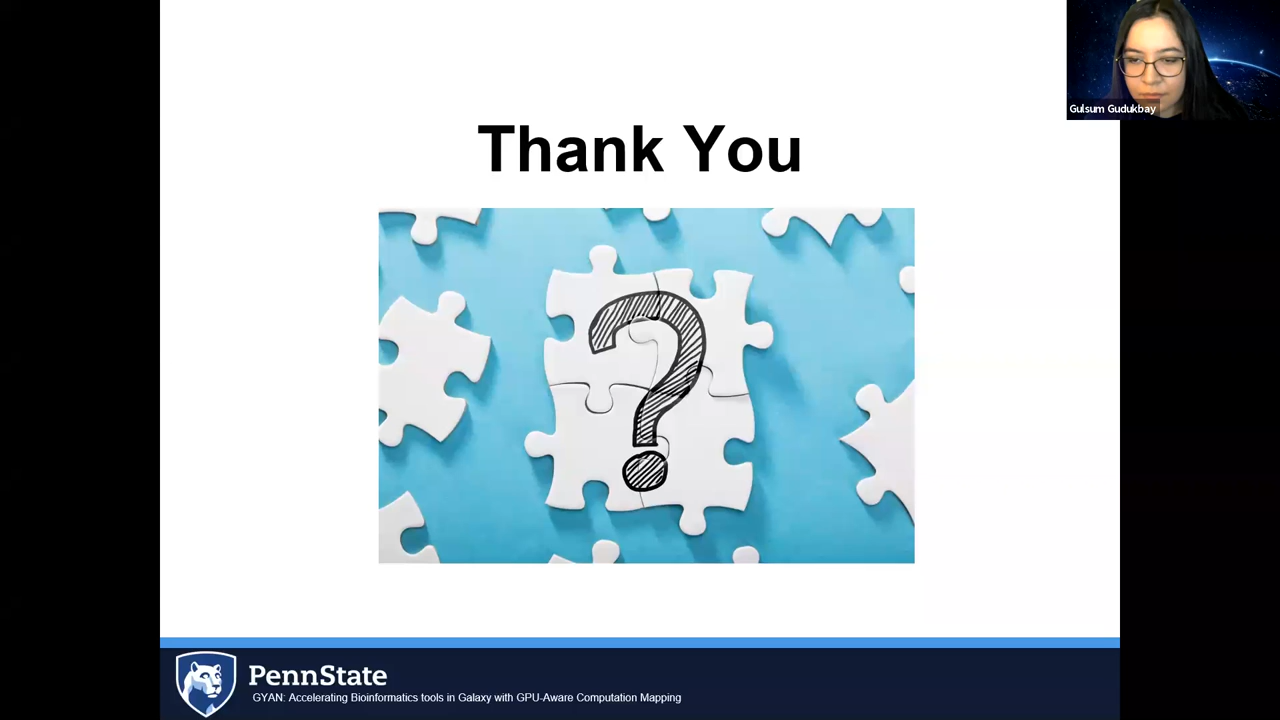 Gulsum Gudukbay
Thank You
?
PennState
GYAN: Accelerating Bioinformatics tools in Galaxy with GPU-Aware Computation Mapping